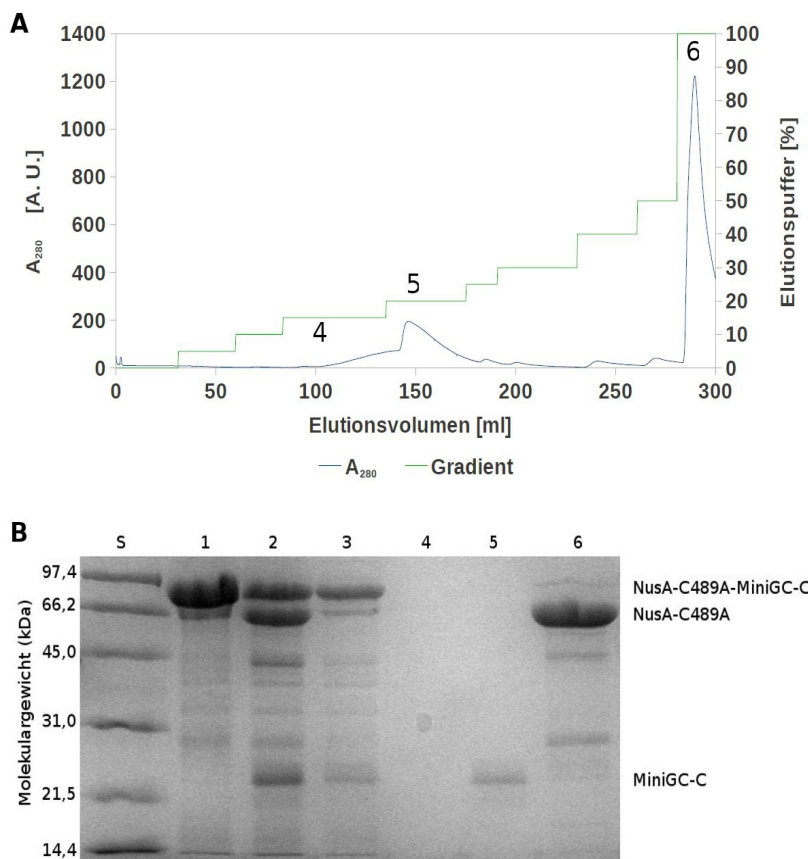 A
1400
1200
1000
800
600
400
200
0
A280 [A. U.]
100
90
80
70
60
50
40
30
20
10
0
Elutionspuffer [%]
4
5
6
0 50 100 150 200 250 300
Elutionsvolumen [ml]
A280 Gradient
B
S 1 2 3 4 5 6
Molekulargewicht (kDa)
97,4
66,2
45,0
31,0
21,5
14,4
NusA-C489A-MiniGC-C
NusA-C489A
MiniGC-C